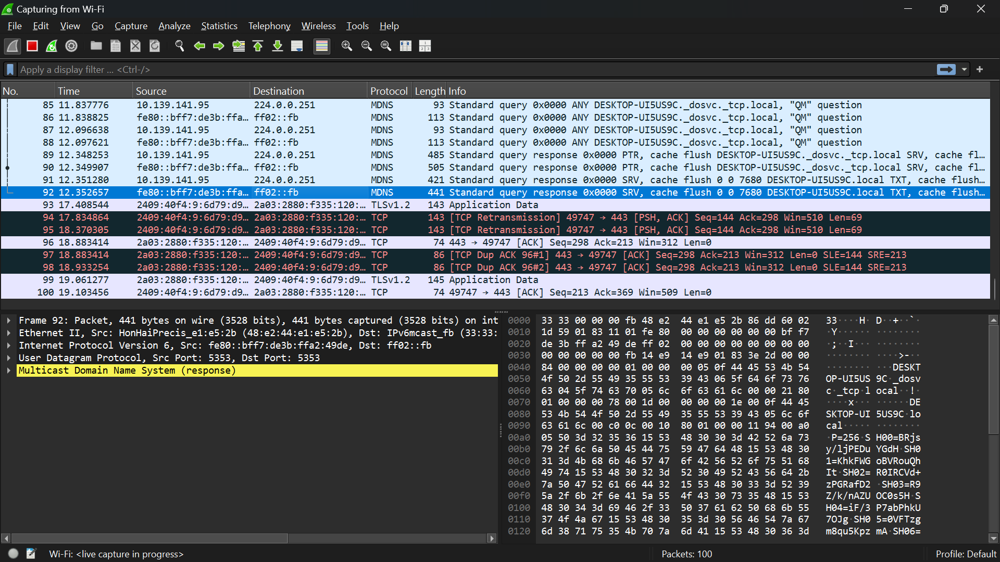 Capturing from Wi-Fi
File Edit View Go Capture Analyze Statistics Telephony Wireless Tools Help
Apply a display filter ... <Ctrl-/>
No. Time Source Destination Protocol Length Info
85 11.837776 10.139.141.95 224.0.0.251 MDNS 93 Standard query 0x0000 ANY DESKTOP-UI5US9C._dosvc._tcp.local, "QM" question
86 11.838825 fe80::bff7:de3b:ffa… ff02::fb MDNS 113 Standard query 0x0000 ANY DESKTOP-UI5US9C._dosvc._tcp.local, "QM" question
87 12.096638 10.139.141.95 224.0.0.251 MDNS 93 Standard query 0x0000 ANY DESKTOP-UI5US9C._dosvc._tcp.local, "QM" question
88 12.097621 fe80::bff7:de3b:ffa… ff02::fb MDNS 113 Standard query 0x0000 ANY DESKTOP-UI5US9C._dosvc._tcp.local, "QM" question
89 12.348253 10.139.141.95 224.0.0.251 MDNS 485 Standard query response 0x0000 PTR, cache flush DESKTOP-UI5US9C._dosvc._tcp.local SRV, cache fl…
90 12.349907 fe80::bff7:de3b:ffa… ff02::fb MDNS 505 Standard query response 0x0000 PTR, cache flush DESKTOP-UI5US9C._dosvc._tcp.local SRV, cache fl…
91 12.351280 10.139.141.95 224.0.0.251 MDNS 421 Standard query response 0x0000 SRV, cache flush 0 0 7680 DESKTOP-UI5US9C.local TXT, cache flush…
92 12.352657 fe80::bff7:de3b:ffa… ff02::fb MDNS 441 Standard query response 0x0000 SRV, cache flush 0 0 7680 DESKTOP-UI5US9C.local TXT, cache flush…
93 17.408544 2409:40f4:9:6d79:d9… 2a03:2880:f335:120:… TLSv1.2 143 Application Data
94 17.834864 2409:40f4:9:6d79:d9… 2a03:2880:f335:120:… TCP 143 [TCP Retransmission] 49747 → 443 [PSH, ACK] Seq=144 Ack=298 Win=510 Len=69
95 18.370305 2409:40f4:9:6d79:d9… 2a03:2880:f335:120:… TCP 143 [TCP Retransmission] 49747 → 443 [PSH, ACK] Seq=144 Ack=298 Win=510 Len=69
96 18.883414 2a03:2880:f335:120:… 2409:40f4:9:6d79:d9… TCP 74 443 → 49747 [ACK] Seq=298 Ack=213 Win=312 Len=0
97 18.883414 2a03:2880:f335:120:… 2409:40f4:9:6d79:d9… TCP 86 [TCP Dup ACK 96#1] 443 → 49747 [ACK] Seq=298 Ack=213 Win=312 Len=0 SLE=144 SRE=213
98 18.933254 2a03:2880:f335:120:… 2409:40f4:9:6d79:d9… TCP 86 [TCP Dup ACK 96#2] 443 → 49747 [ACK] Seq=298 Ack=213 Win=312 Len=0 SLE=144 SRE=213
99 19.061277 2a03:2880:f335:120:… 2409:40f4:9:6d79:d9… TLSv1.2 145 Application Data
100 19.103456 2409:40f4:9:6d79:d9… 2a03:2880:f335:120:… TCP 74 49747 → 443 [ACK] Seq=213 Ack=369 Win=509 Len=0
Frame 92: Packet, 441 bytes on wire (3528 bits), 441 bytes captured (3528 bits) on int
Ethernet II, Src: HonHaiPrecis_e1:e5:2b (48:e2:44:e1:e5:2b), Dst: IPv6mcast_fb (33:33:
Internet Protocol Version 6, Src: fe80::bff7:de3b:ffa2:49de, Dst: ff02::fb
User Datagram Protocol, Src Port: 5353, Dst Port: 5353
Multicast Domain Name System (response)
0000 33 33 00 00 00 fb 48 e2 44 e1 e5 2b 86 dd 60 02 33····H· D··+··`·
0010 1d 59 01 83 11 01 fe 80 00 00 00 00 00 00 bf f7 ·Y······ ········
0020 de 3b ff a2 49 de ff 02 00 00 00 00 00 00 00 00 ·;··I··· ········
0030 00 00 00 00 00 fb 14 e9 14 e9 01 83 3e 2d 00 00 ········ ····>-··
0040 84 00 00 00 00 01 00 00 00 05 0f 44 45 53 4b 54 ········ ···DESKT
0050 4f 50 2d 55 49 35 55 53 39 43 06 5f 64 6f 73 76 OP-UI5US 9C·_dosv
0060 63 04 5f 74 63 70 05 6c 6f 63 61 6c 00 00 21 80 c·_tcp·l ocal··!·
0070 01 00 00 00 78 00 1d 00 00 00 00 1e 00 0f 44 45 ····x··· ······DE
0080 53 4b 54 4f 50 2d 55 49 35 55 53 39 43 05 6c 6f SKTOP-UI 5US9C·lo
0090 63 61 6c 00 c0 0c 00 10 80 01 00 00 11 94 00 a0 cal····· ········
00a0 05 50 3d 32 35 36 15 53 48 30 30 3d 42 52 6a 73 ·P=256·S H00=BRjs
00b0 79 2f 6c 6a 50 45 44 75 59 47 64 48 15 53 48 30 y/ljPEDu YGdH·SH0
00c0 31 3d 4b 68 6b 46 57 47 6f 42 56 52 6f 75 51 68 1=KhkFWG oBVRouQh
00d0 49 74 15 53 48 30 32 3d 52 30 49 52 43 56 64 2b It·SH02= R0IRCVd+
00e0 7a 50 47 52 61 66 44 32 15 53 48 30 33 3d 52 39 zPGRafD2 ·SH03=R9
00f0 5a 2f 6b 2f 6e 41 5a 55 4f 43 30 73 35 48 15 53 Z/k/nAZU OC0s5H·S
0100 48 30 34 3d 69 46 2f 33 50 37 61 62 50 68 6b 55 H04=iF/3 P7abPhkU
0110 37 4f 4a 67 15 53 48 30 35 3d 30 56 46 54 7a 67 7OJg·SH0 5=0VFTzg
0120 6d 38 71 75 35 4b 70 7a 6d 41 15 53 48 30 36 3d m8qu5Kpz mA·SH06=
Wi-Fi: <live capture in progress> Packets: 100 Profile: Default